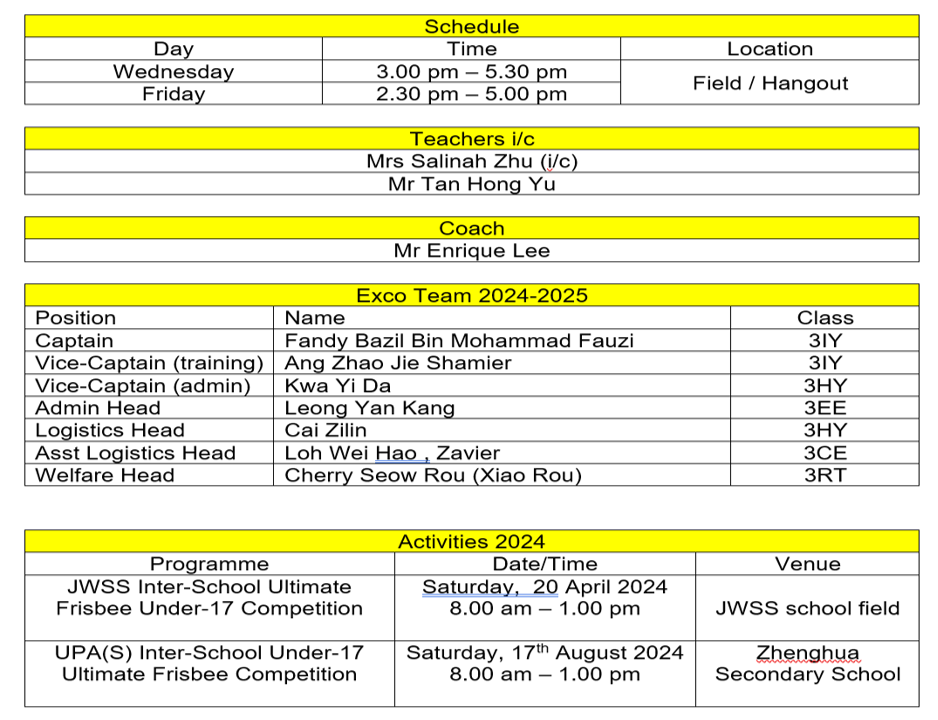 Schedule
Day Time Location
Wednesday 3.00 pm – 5.30 pm Field / Hangout
Friday 2.30 pm – 5.00 pm
Teachers i/c
Mrs Salinah Zhu (i/c)
Mr Tan Hong Yu
Coach
Mr Enrique Lee
Exco Team 2024-2025
Position Name Class
Captain Fandy Bazil Bin Mohammad Fauzi 3IY
Vice-Captain (training) Ang Zhao Jie Shamier 3IY
Vice-Captain (admin) Kwa Yi Da 3HY
Admin Head Leong Yan Kang 3EE
Logistics Head Cai Zilin 3HY
Asst Logistics Head Loh Wei Hao , Zavier 3CE
Welfare Head Cherry Seow Rou (Xiao Rou) 3RT
Activities 2024
Programme Date/Time Venue
JWSS Inter-School Ultimate Saturday, 20 April 2024
Frisbee Under-17 Competition 8.00 am – 1.00 pm JWSS school field
UPA(S) Inter-School Under-17 Saturday, 17th August 2024 Zhenghua
Ultimate Frisbee Competition 8.00 am – 1.00 pm Secondary School